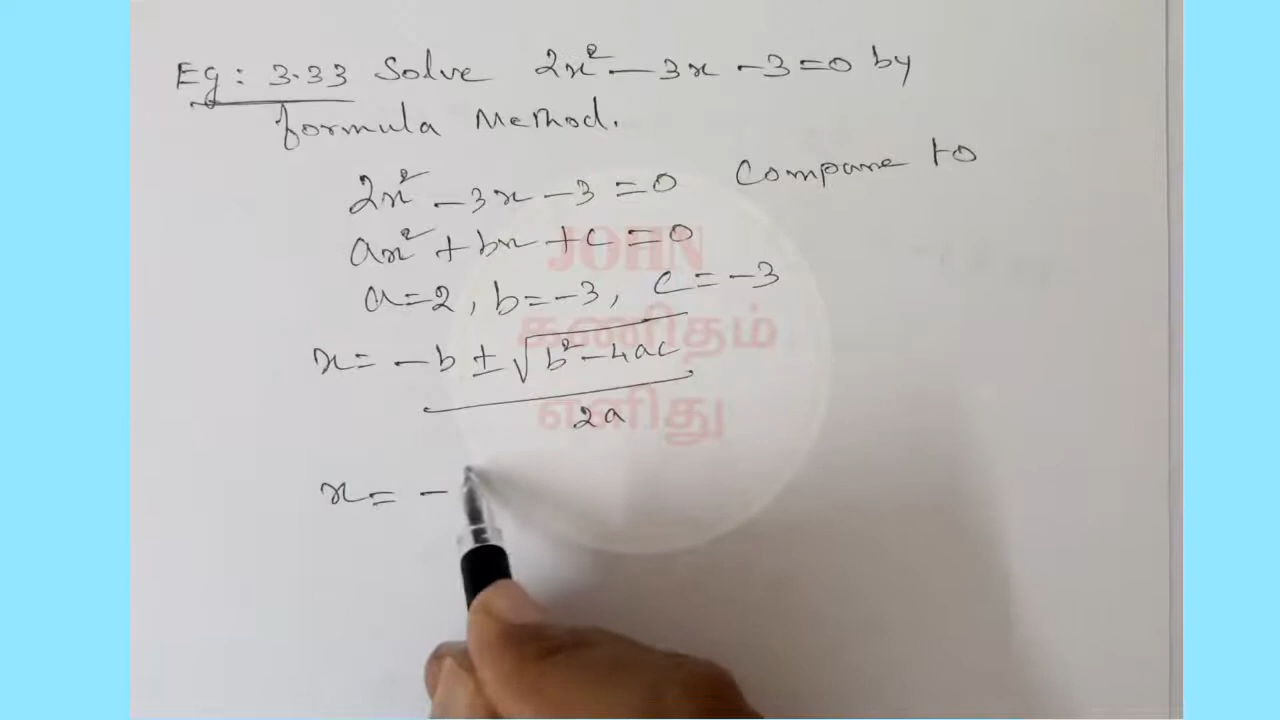 Eg: 3.33 Solve 2x² - 3x - 3 = 0 by
formula Method.
2x² - 3x - 3 = 0 Compare to
ax² + bx + c = 0
a = 2, b = -3, c = -3
x = -b ± √b² - 4ac
2a
x = -
JOHN
கணிதம்
எளிது